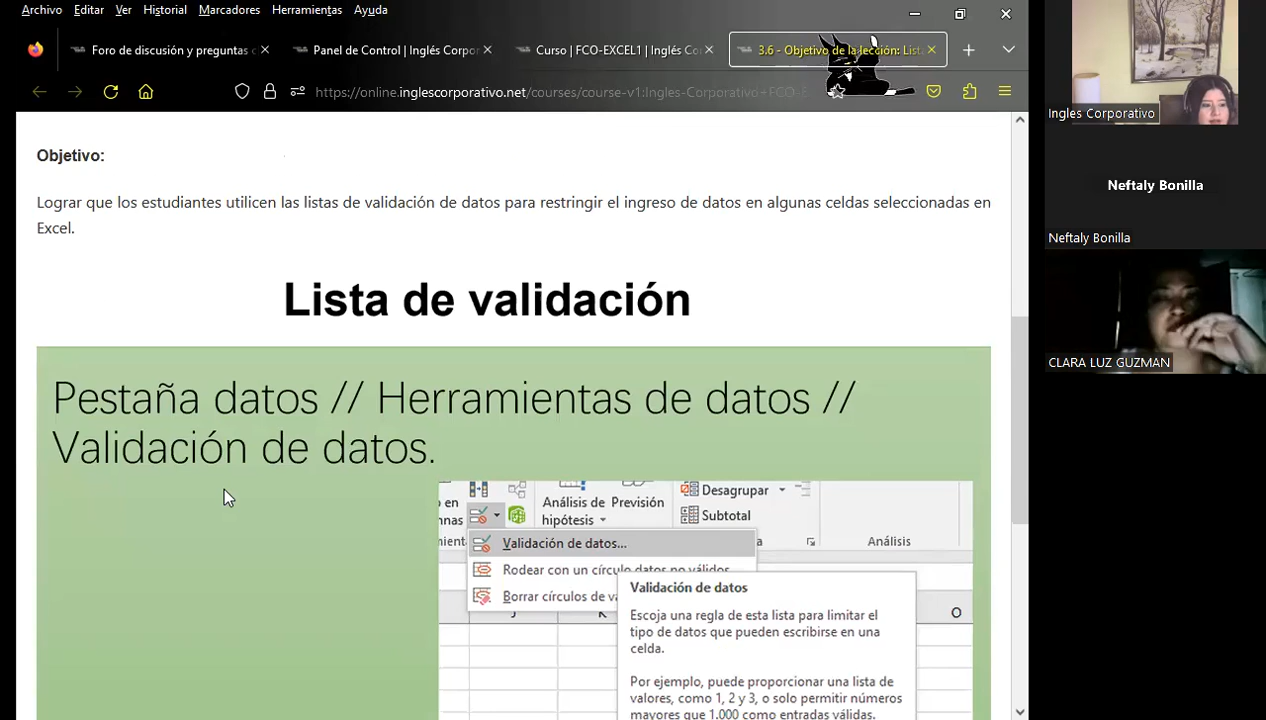 Archivo Editar Ver Historial Marcadores Herramientas Ayuda
Foro de discusión y preguntas
Panel de Control | Inglés Corpor
Curso | FCO-EXCEL1 | Inglés Co
3.6 - Objetivo de la lección: List
https://online.inglescorporativo.net/courses/course-v1:Ingles-Corporativo+FCO-E
Objetivo:
Lograr que los estudiantes utilicen las listas de validación de datos para restringir el ingreso de datos en algunas celdas seleccionadas en
Excel.
Lista de validación
Pestaña datos // Herramientas de datos //
Validación de datos.
o en
nnas
Análisis de
hipótesis
Previsión
Desagrupar
Subtotal
Análisis
Validación de datos...
Rodear con un círculo datos no válidos
Borrar círculos de va
K
O
Validación de datos
Escoja una regla de esta lista para limitar el
tipo de datos que pueden escribirse en una
celda.
Por ejemplo, puede proporcionar una lista de
valores, como 1, 2 y 3, o solo permitir números
mayores que 1.000 como entradas válidas.
Ingles Corporativo
Neftaly Bonilla
Neftaly Bonilla
CLARA LUZ GUZMAN